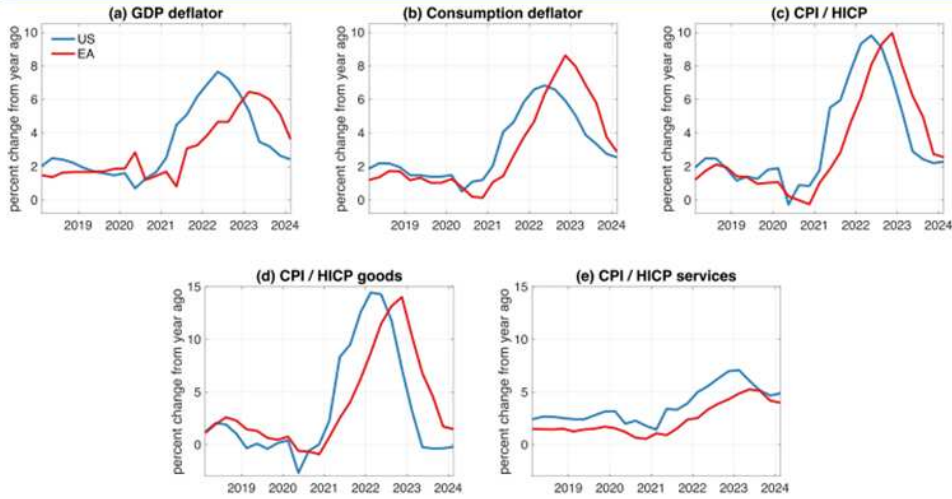 (a) GDP deflator
percent change from year ago
10
8
6
4
2
0
US
EA
2019 2020 2021 2022 2023 2024
(b) Consumption deflator
percent change from year ago
10
8
6
4
2
0
2019 2020 2021 2022 2023 2024
(c) CPI / HICP
percent change from year ago
10
8
6
4
2
0
2019 2020 2021 2022 2023 2024
(d) CPI / HICP goods
percent change from year ago
15
10
5
0
2019 2020 2021 2022 2023 2024
(e) CPI / HICP services
percent change from year ago
15
10
5
0
2019 2020 2021 2022 2023 2024